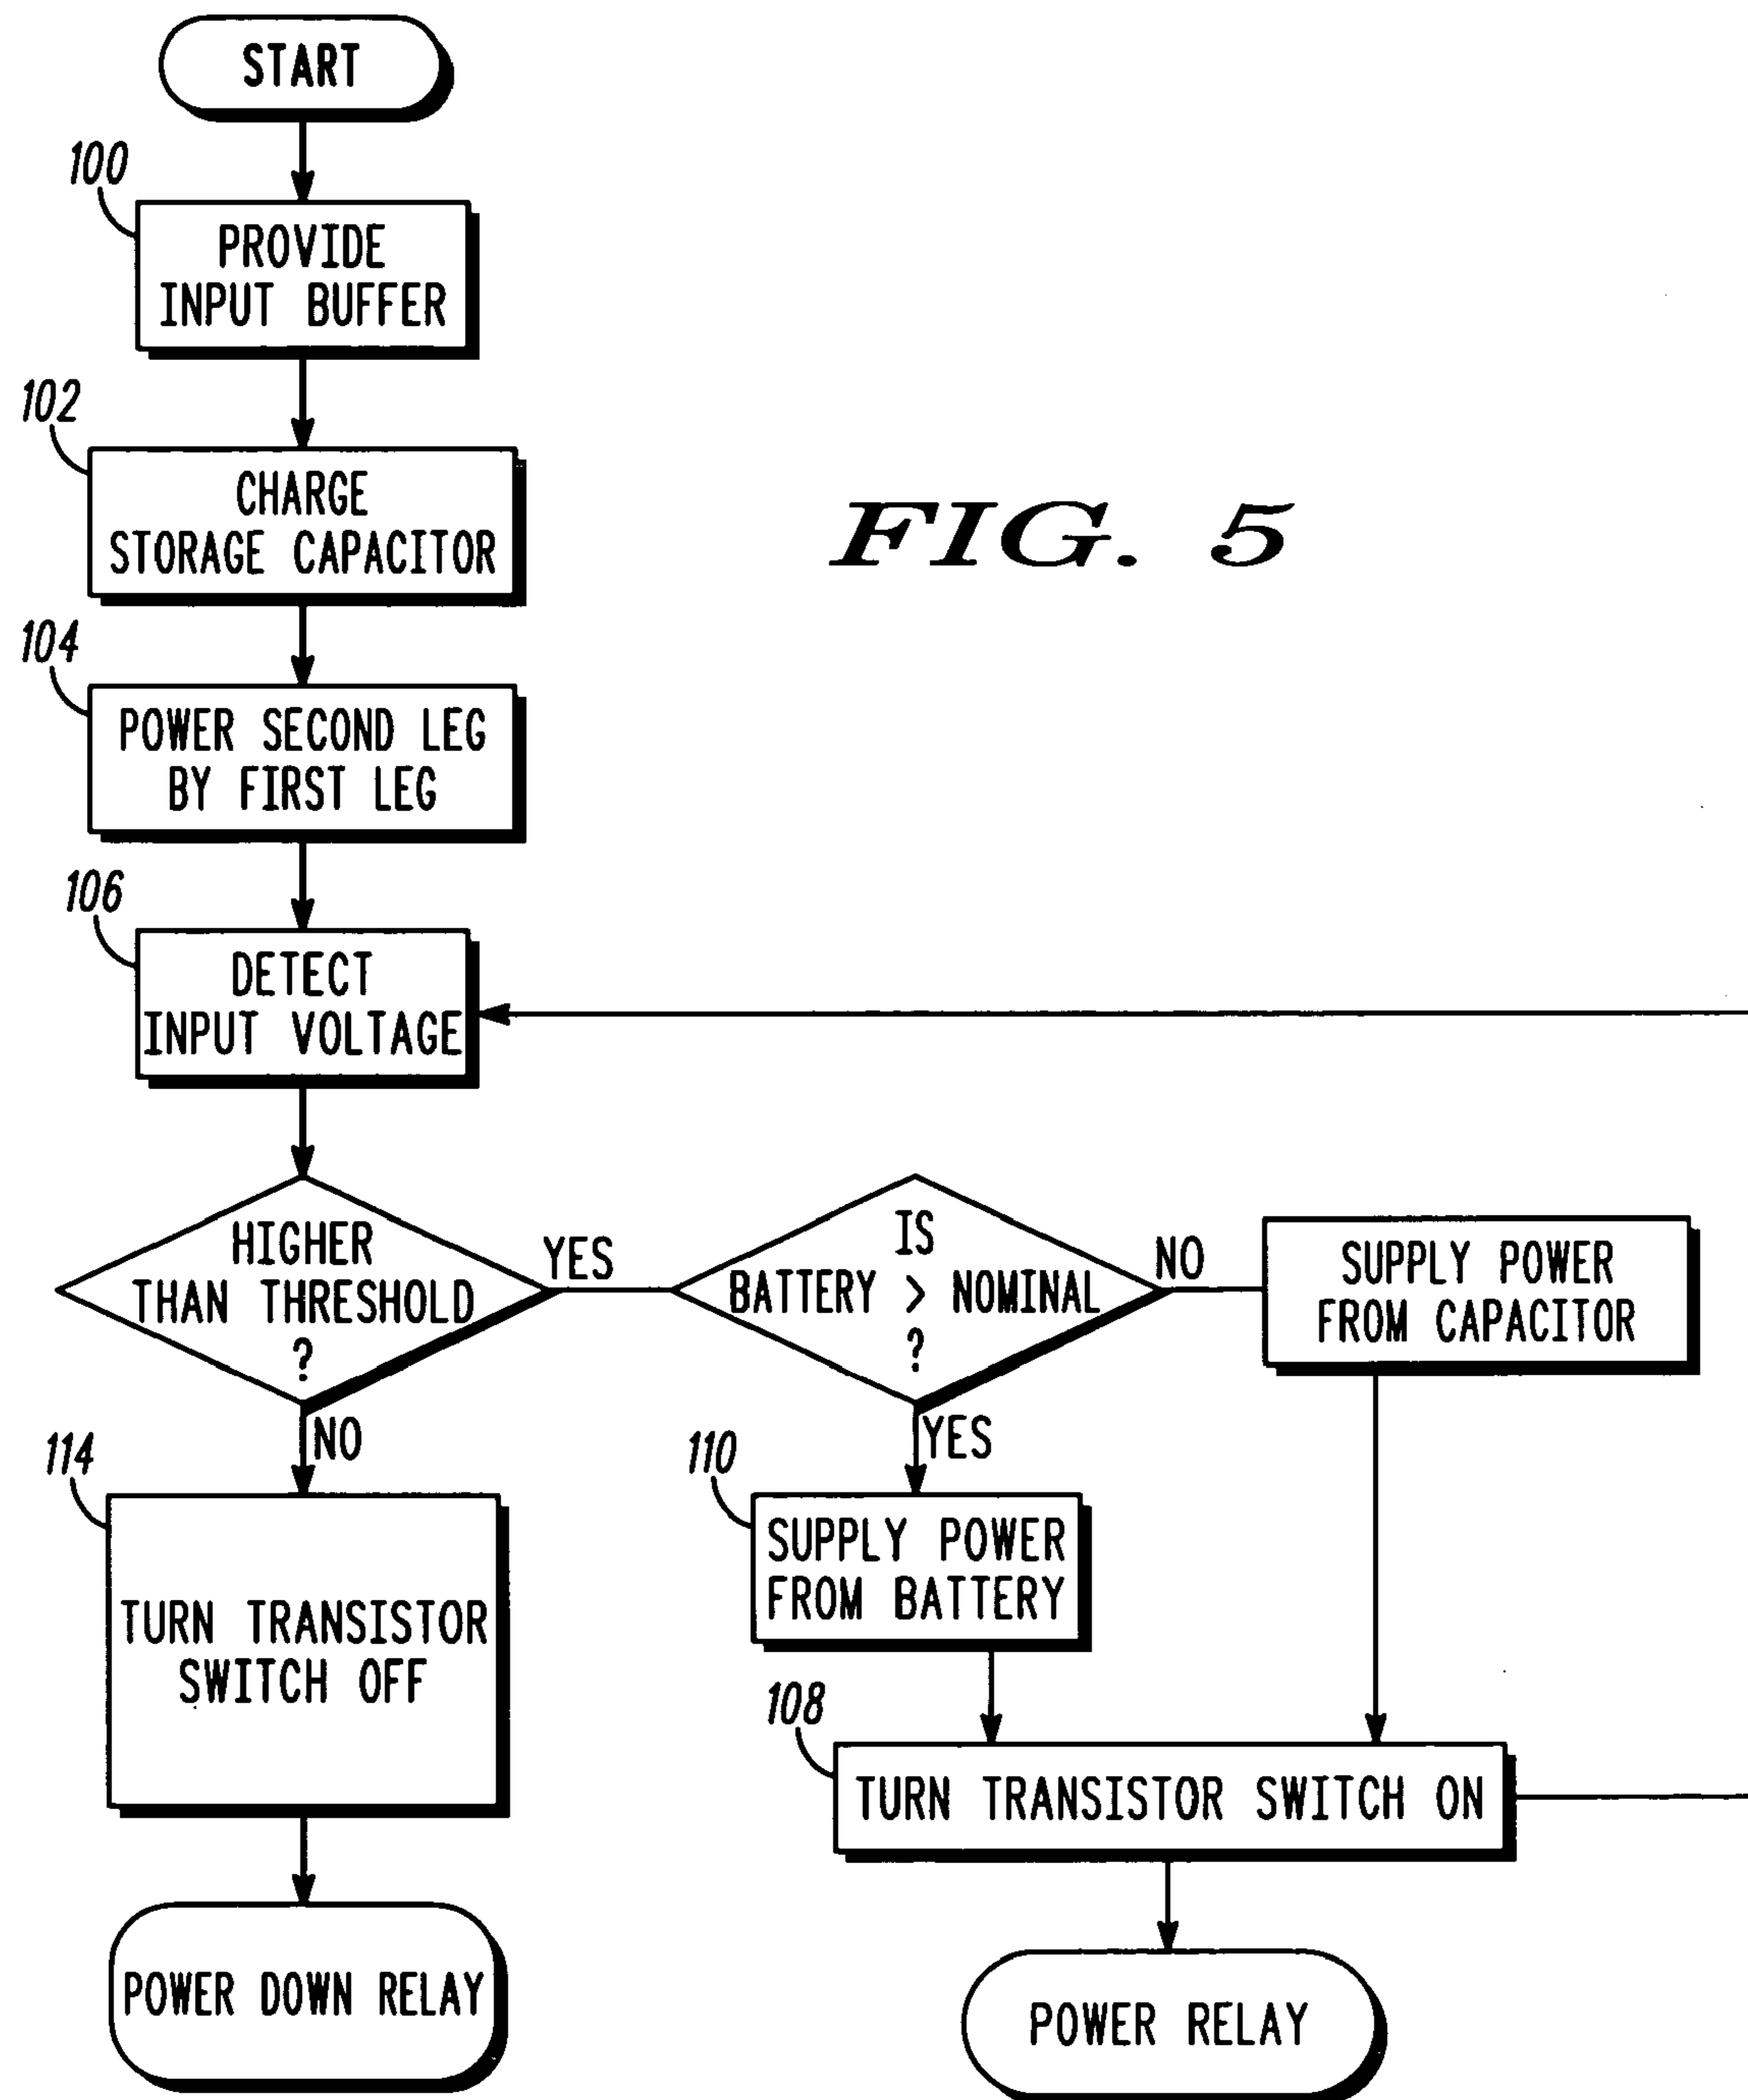 START
100
PROVIDE
INPUT BUFFER
102
CHARGE
STORAGE CAPACITOR
FIG. 5
104
POWER SECOND LEG
BY FIRST LEG
106
DETECT
INPUT VOLTAGE
HIGHER
THAN THRESHOLD
?
YES
IS
BATTERY > NOMINAL
?
NO
SUPPLY POWER
FROM CAPACITOR
NO
YES
114
TURN TRANSISTOR
SWITCH OFF
110
SUPPLY POWER
FROM BATTERY
108
TURN TRANSISTOR SWITCH ON
POWER DOWN RELAY
POWER RELAY